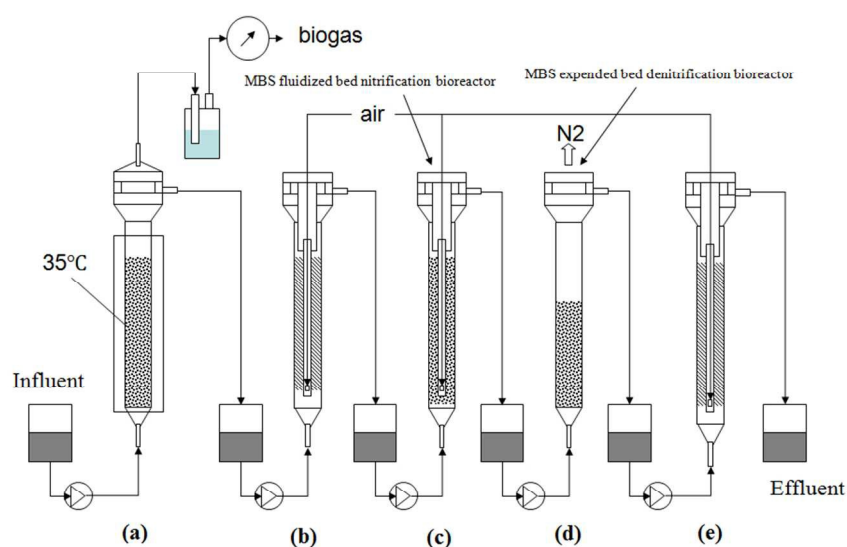 biogas
MBS fluidized bed nitrification bioreactor
MBS expended bed denitrification bioreactor
air
N2
35°C
Influent
Effluent
(a)
(b)
(c)
(d)
(e)